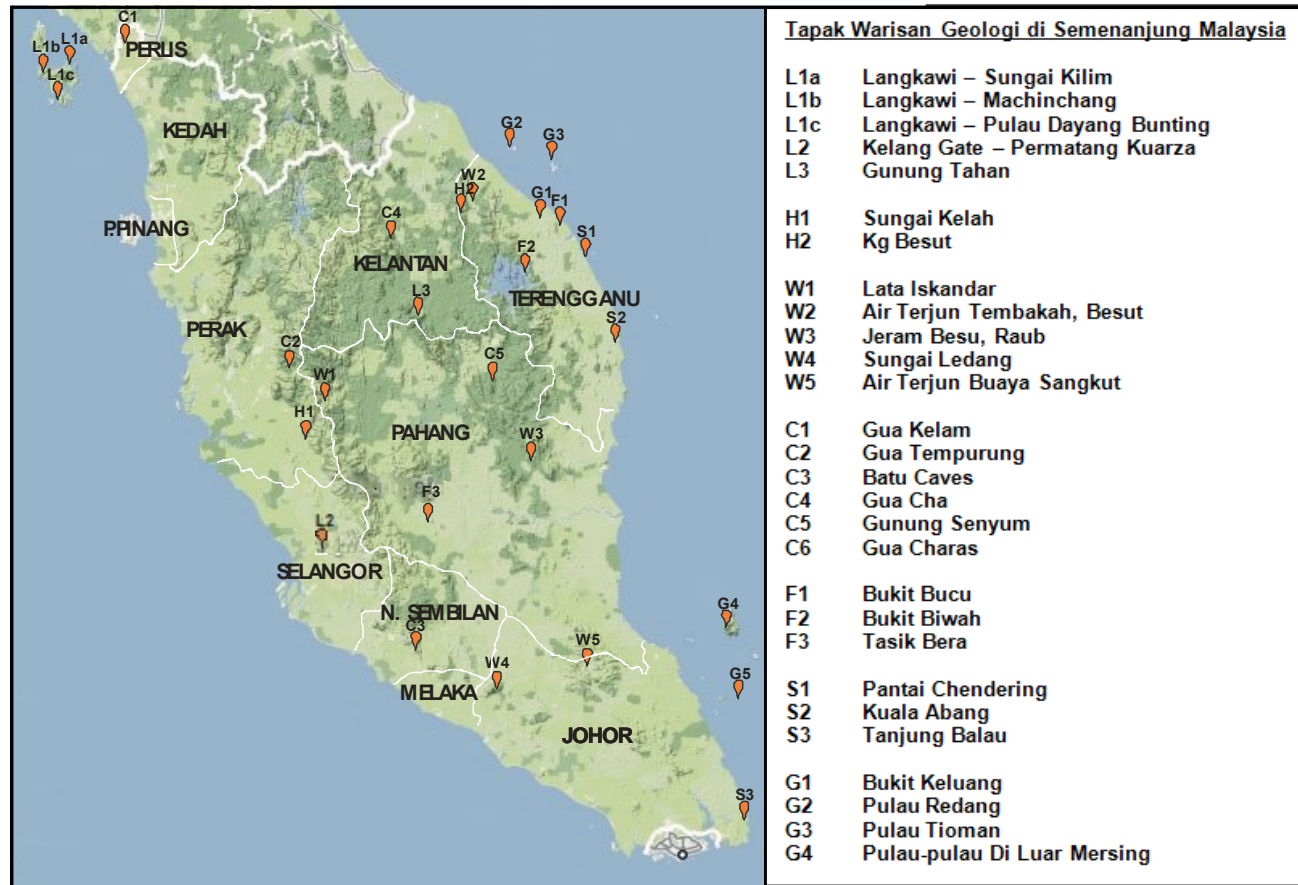 C1
PERLIS
L1a
L1b
L1c
KEDAH
G2
G3
W2
H2
G1
F1
P.PINANG
C4
S1
KELANTAN
F2
L3
TERENGGANU
PERAK
S2
C2
C5
W1
H1
PAHANG
W3
F3
L2
SELANGOR
N. SEMBILAN
C3
G4
W5
W4
MELAKA
G5
JOHOR
S3
Tapak Warisan Geologi di Semenanjung Malaysia
L1a Langkawi – Sungai Kilim
L1b Langkawi – Machinchang
L1c Langkawi – Pulau Dayang Bunting
L2 Kelang Gate – Permatang Kuarza
L3 Gunung Tahan
H1 Sungai Kelah
H2 Kg Besut
W1 Lata Iskandar
W2 Air Terjun Tembakah, Besut
W3 Jeram Besu, Raub
W4 Sungai Ledang
W5 Air Terjun Buaya Sangkut
C1 Gua Kelam
C2 Gua Tempurung
C3 Batu Caves
C4 Gua Cha
C5 Gunung Senyum
C6 Gua Charas
F1 Bukit Bucu
F2 Bukit Biwah
F3 Tasik Bera
S1 Pantai Chendering
S2 Kuala Abang
S3 Tanjung Balau
G1 Bukit Keluang
G2 Pulau Redang
G3 Pulau Tioman
G4 Pulau-pulau Di Luar Mersing